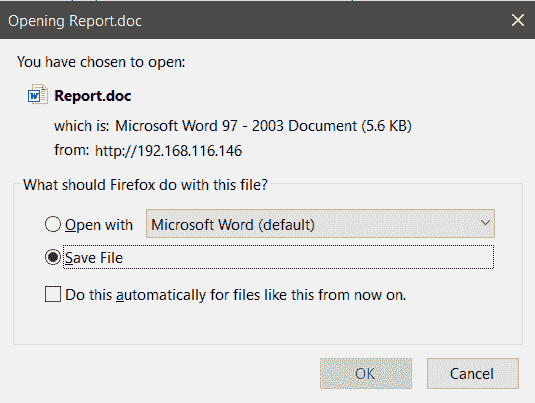 Opening Report.doc
You have chosen to open:
Report.doc
which is: Microsoft Word 97 - 2003 Document (5.6 KB)
from: http://192.168.116.146
What should Firefox do with this file?
Open with Microsoft Word (default)
Save File
Do this automatically for files like this from now on.
OK Cancel